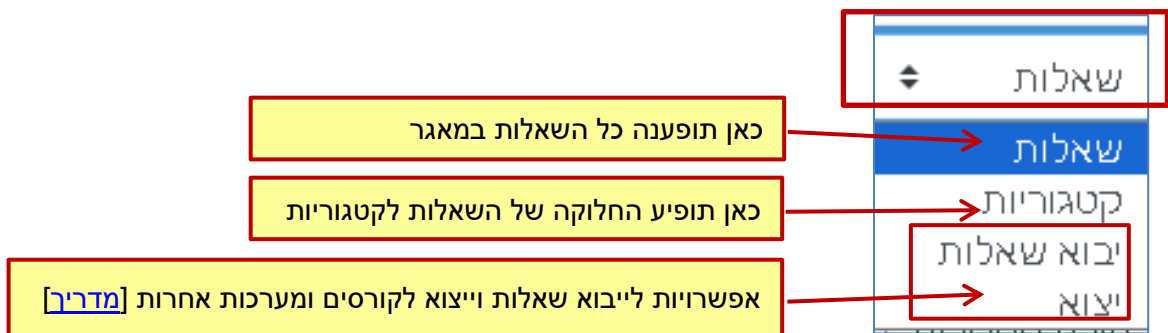 שאלות
כאן תופענה כל השאלות במאגר
שאלות
כאן תופיע החלוקה של השאלות לקטגוריות
קטגוריות
יבוא שאלות
אפשרויות לייבוא שאלות וייצוא לקורסים ומערכות אחרות [מדריך]
יצוא